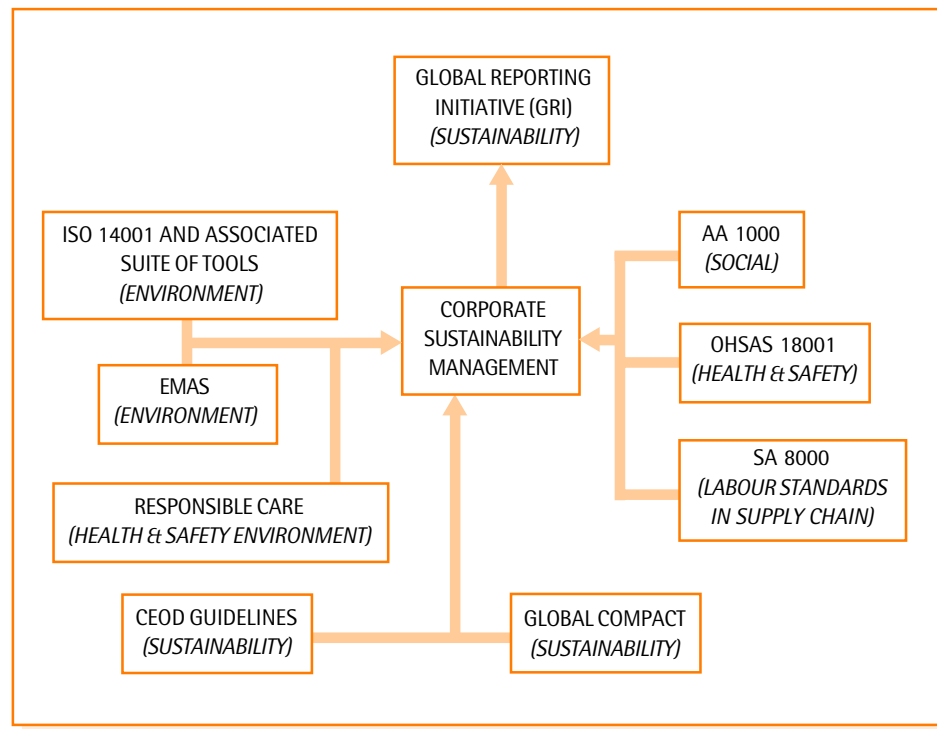 GLOBAL REPORTING
INITIATIVE (GRI)
(SUSTAINABILITY)
ISO 14001 AND ASSOCIATED
SUITE OF TOOLS
(ENVIRONMENT)
AA 1000
(SOCIAL)
CORPORATE
SUSTAINABILITY
MANAGEMENT
OHSAS 18001
(HEALTH & SAFETY)
EMAS
(ENVIRONMENT)
SA 8000
(LABOUR STANDARDS
IN SUPPLY CHAIN)
RESPONSIBLE CARE
(HEALTH & SAFETY ENVIRONMENT)
CEOD GUIDELINES
(SUSTAINABILITY)
GLOBAL COMPACT
(SUSTAINABILITY)